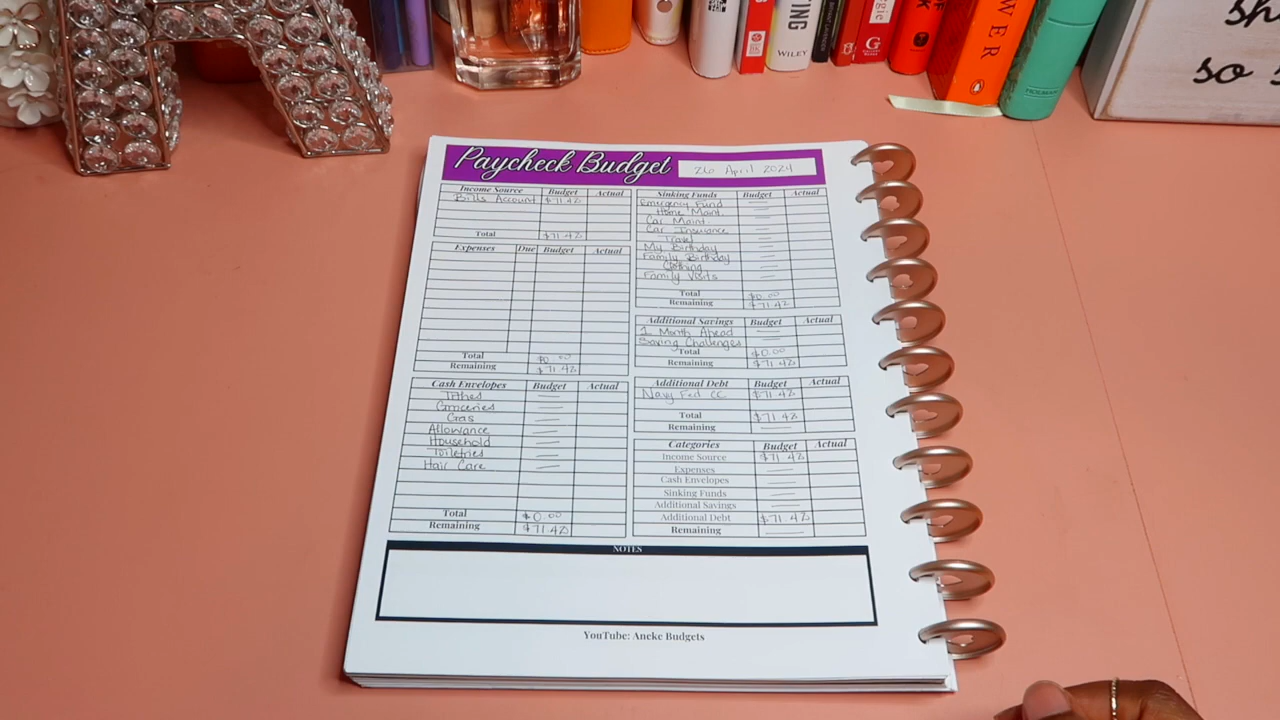 Paycheck Budget 26 April 2024
Income Source Budget Actual
Bills Account $71.42
Total $71.42
Expenses Due Budget Actual
Total $0.00
Remaining $71.42
Cash Envelopes Budget Actual
Tithes —
Groceries —
Gas —
Allowance —
Household —
Toiletries —
Hair Care —
Total $0.00
Remaining $71.42
Sinking Funds Budget Actual
Emergency Fund —
Home Maint. —
Car Maint. —
Car Insurance —
Travel —
My Birthday —
Family Birthday —
Clothing —
Family Visits —
Total $0.00
Remaining $71.42
Additional Savings Budget Actual
1 Month Ahead —
Saving Challenges —
Total $0.00
Remaining $71.42
Additional Debt Budget Actual
Navy Fed CC $71.42
Total $71.42
Remaining —
Categories Budget Actual
Income Source $71.42
Expenses —
Cash Envelopes —
Sinking Funds —
Additional Savings —
Additional Debt $71.42
Remaining —
NOTES
YouTube: Aneke Budgets
WILEY
so